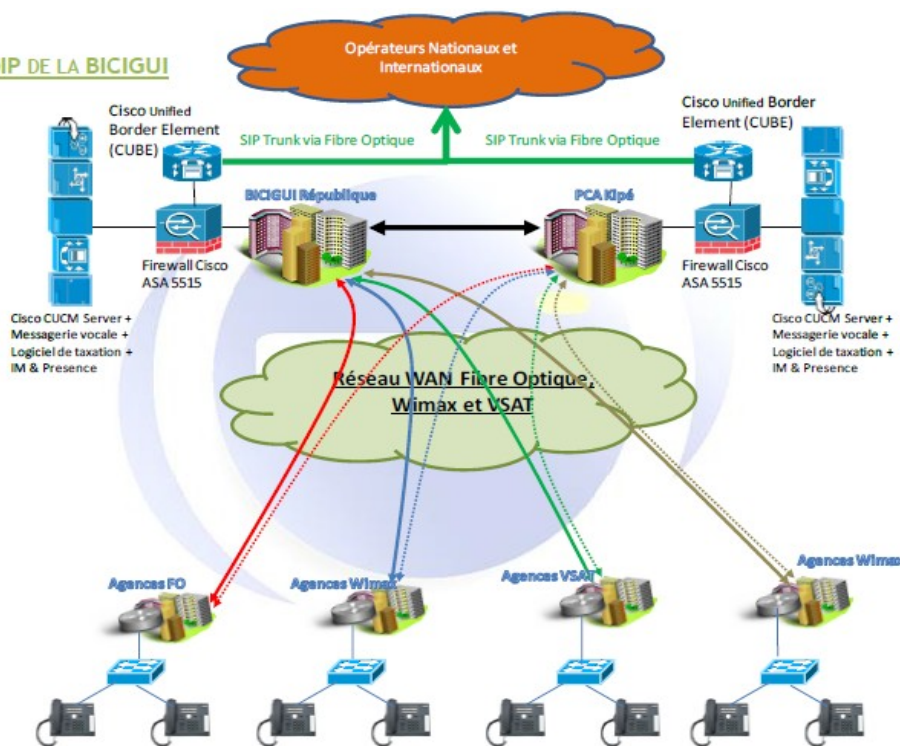 OIP DE LA BICIGUI
Opérateurs Nationaux et
Internationaux
Cisco Unified
Border Element
(CUBE)
Cisco Unified Border
Element (CUBE)
SIP Trunk via Fibre Optique
SIP Trunk via Fibre Optique
BICIGUI République
PCA Kipé
Firewall Cisco
ASA 5515
Firewall Cisco
ASA 5515
Cisco CUCM Server +
Messagerie vocale +
Logiciel de taxation +
IM & Presence
Cisco CUCM Server +
Messagerie vocale +
Logiciel de taxation +
IM & Presence
Réseau WAN Fibre Optique,
Wimax et VSAT
Agences FO
Agences Wimax
Agences VSAT
Agences Wimax